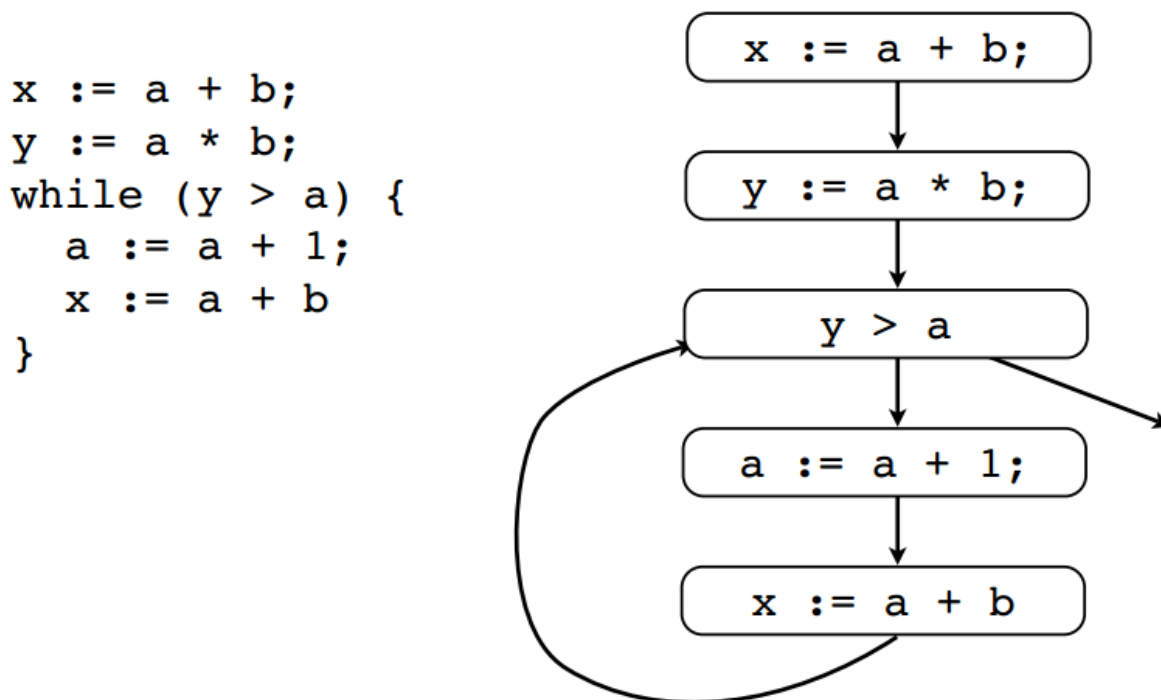 x := a + b;
y := a * b;
while (y > a) {
  a := a + 1;
  x := a + b
}
x := a + b;
y := a * b;
y > a
a := a + 1;
x := a + b